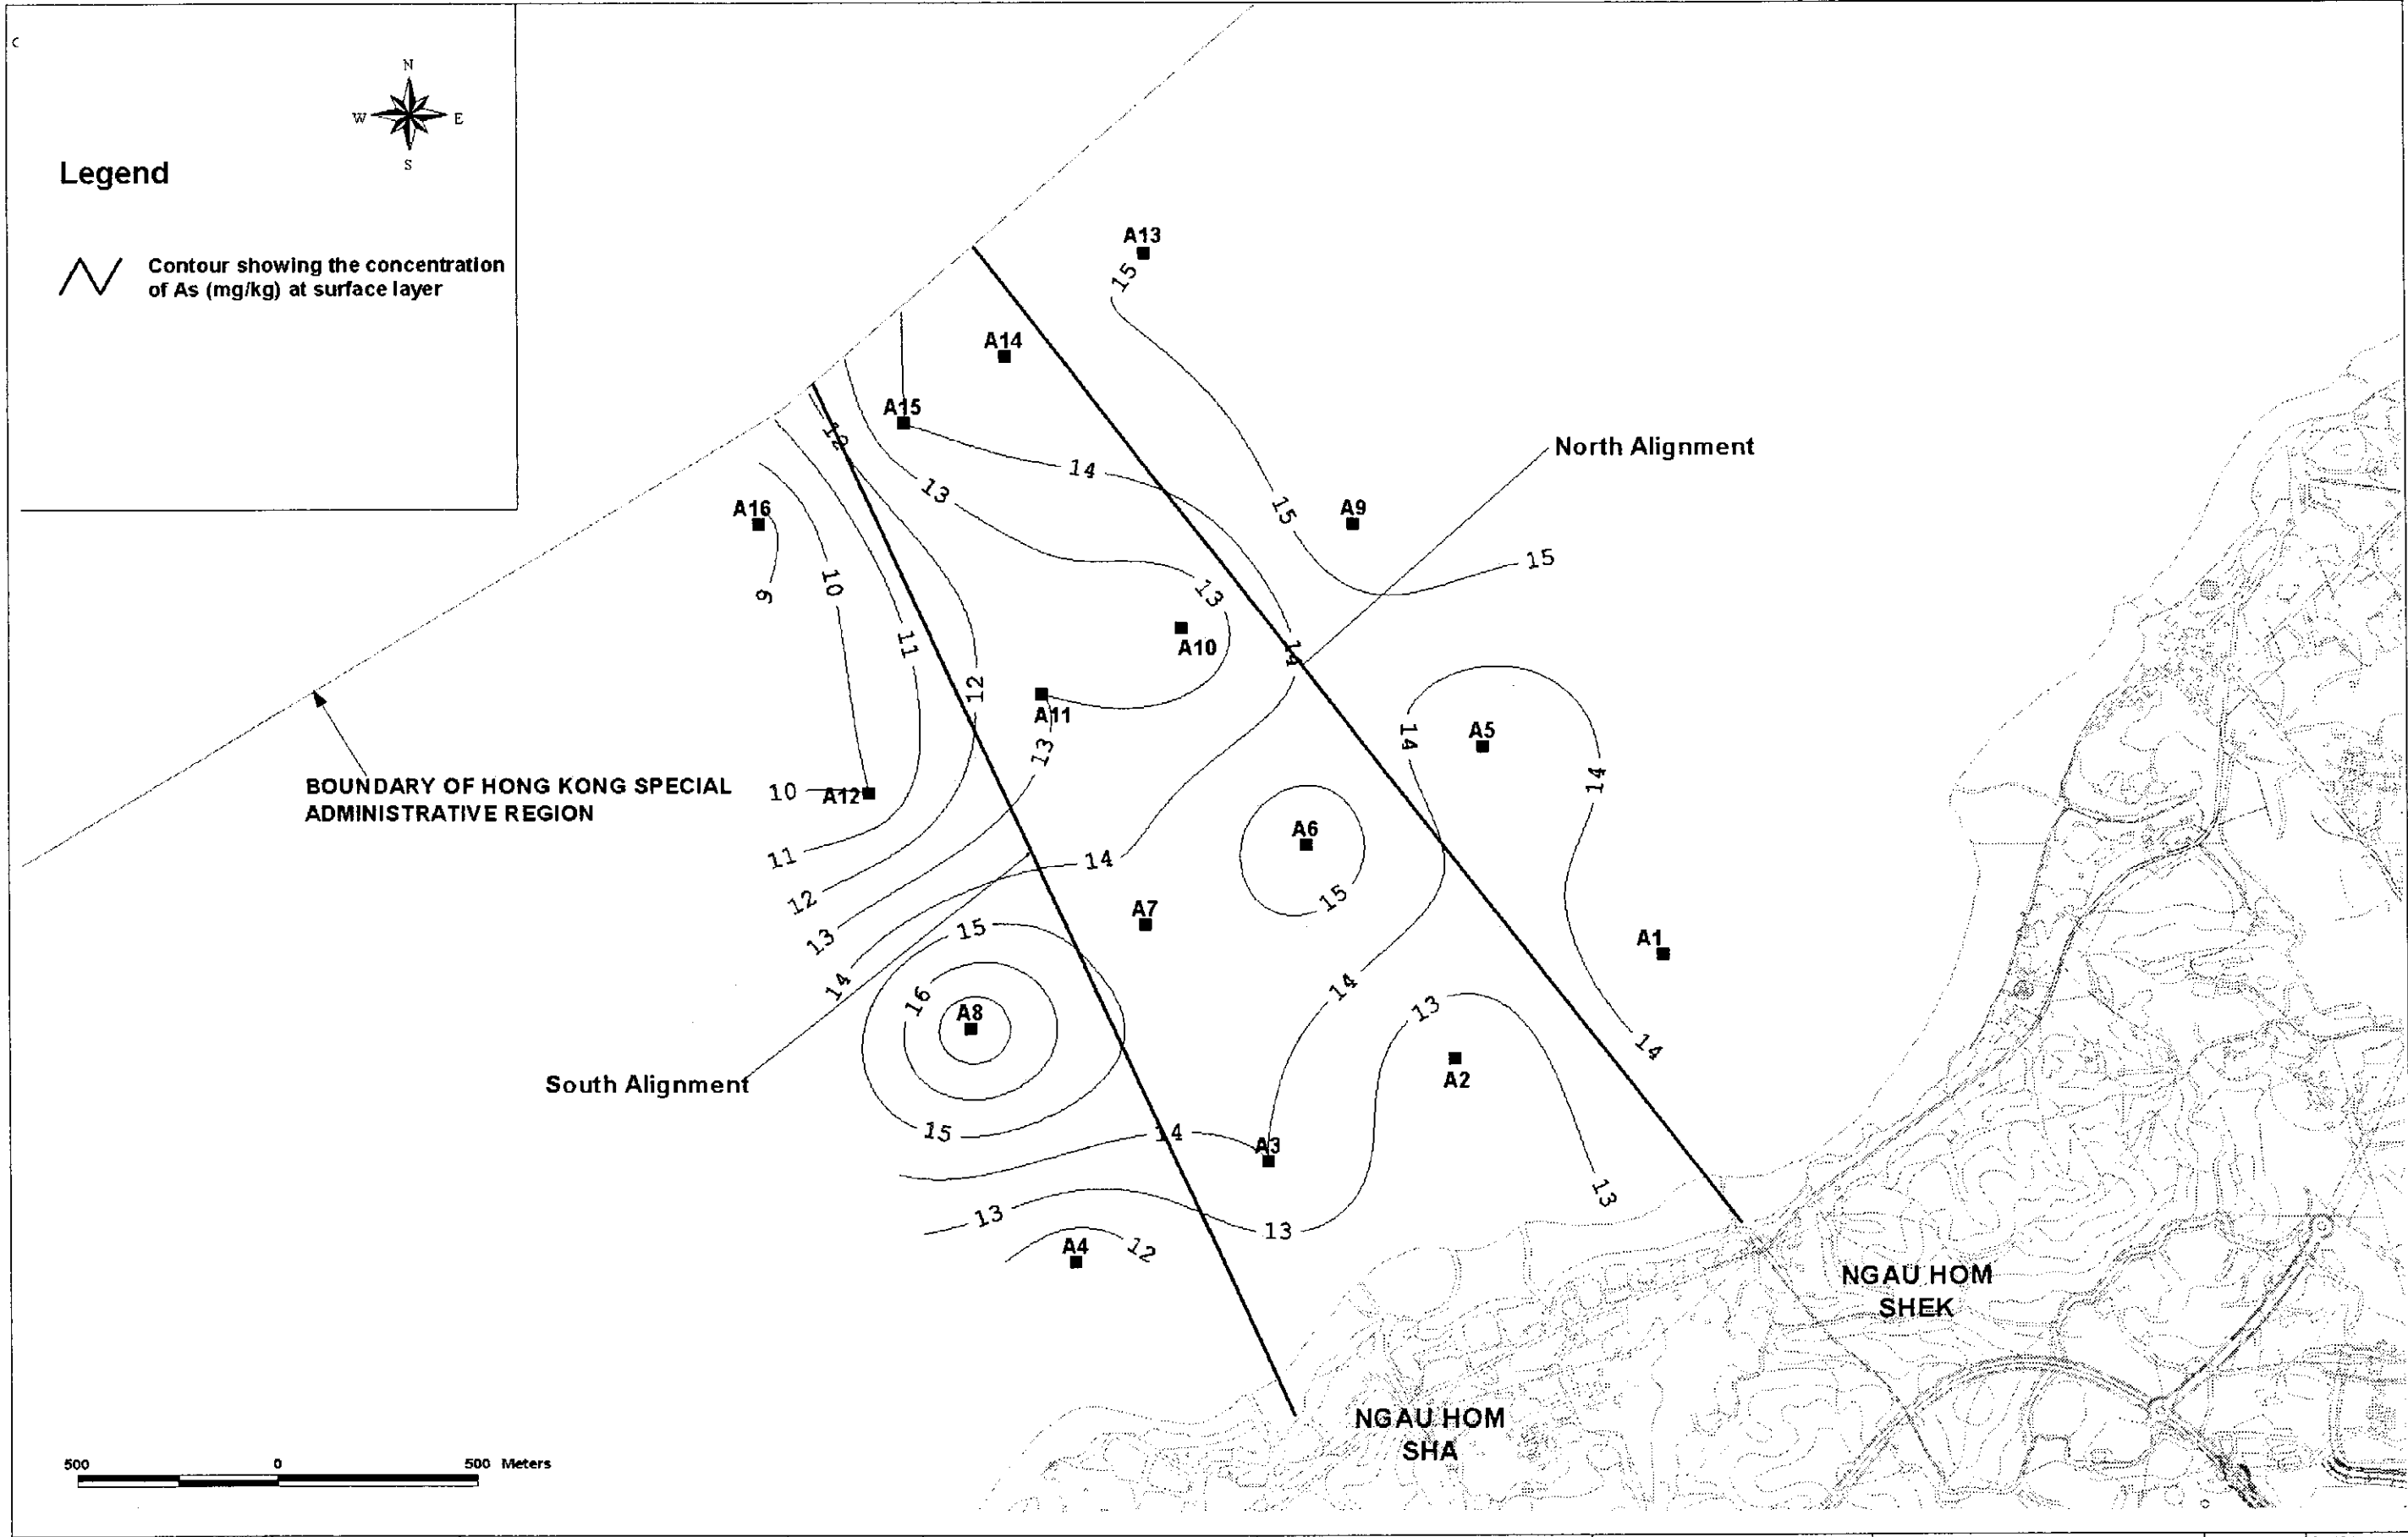 N
W E
S
Legend
Contour showing the concentration
of As (mg/kg) at surface layer
A13
15
A14
A15
12
14
North Alignment
13
A16
15
A9
15
10
9
13
11
A10
14
12
A11
14
A5
13
14
BOUNDARY OF HONG KONG SPECIAL
ADMINISTRATIVE REGION
10
A12
A6
11
14
12
15
A7
13
15
A1
14
14
16
A8
13
14
South Alignment
A2
15
14
A3
13
13
13
A4
12
NGAU HOM
SHEK
NGAU HOM
SHA
500 0 500 Meters